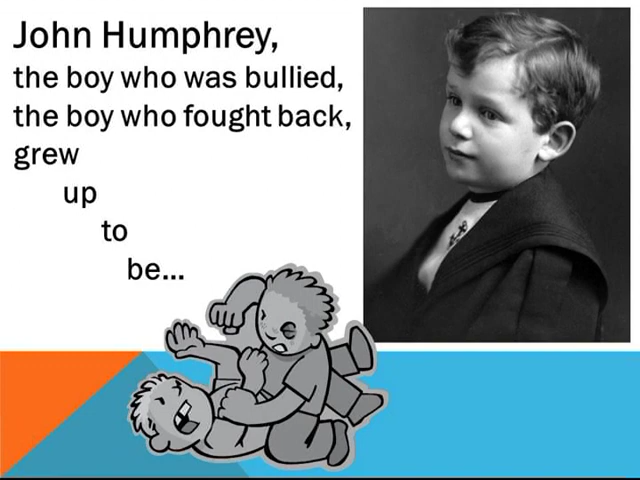 John Humphrey,
the boy who was bullied,
the boy who fought back,
grew
up
to
be...